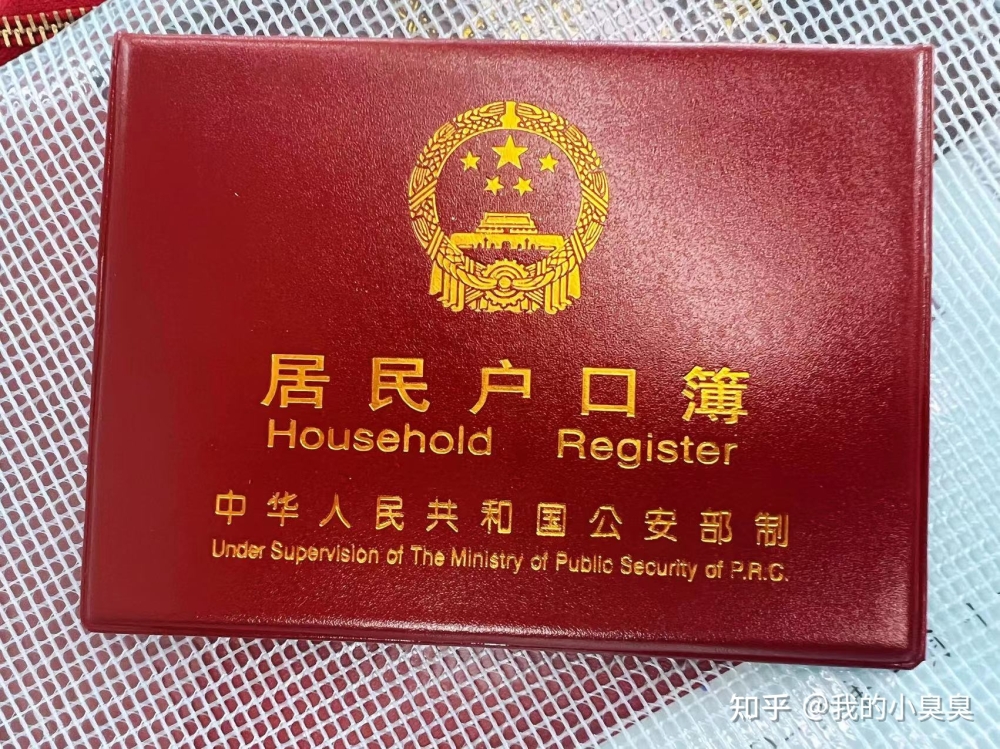 居民户口簿
Household Register
中华人民共和国公安部制
Under Supervision of The Ministry of Public Security of P.R.C.
知乎 @我的小臭臭